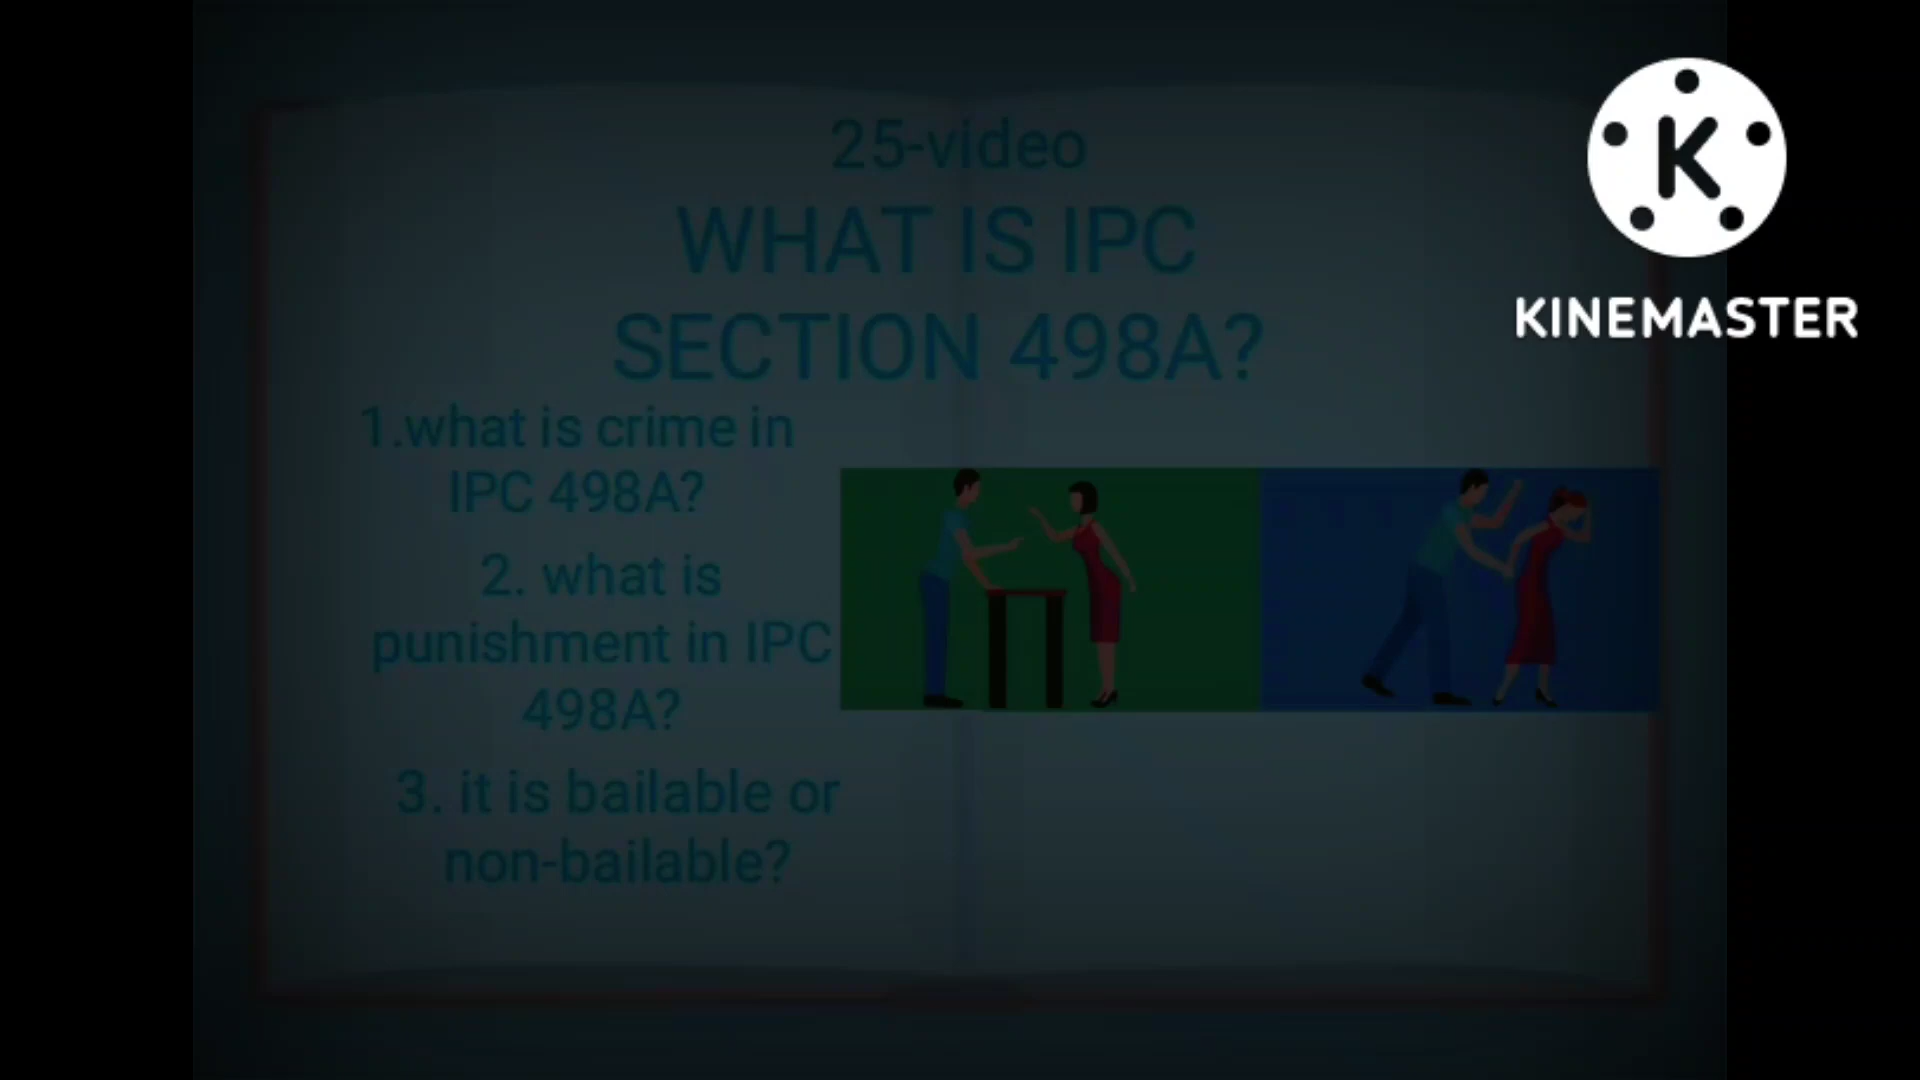 25-video
WHAT IS IPC
SECTION 498A?
1.what is crime in
IPC 498A?
2. what is
punishment in IPC
498A?
3. it is bailable or
non-bailable?
K
KINEMASTER